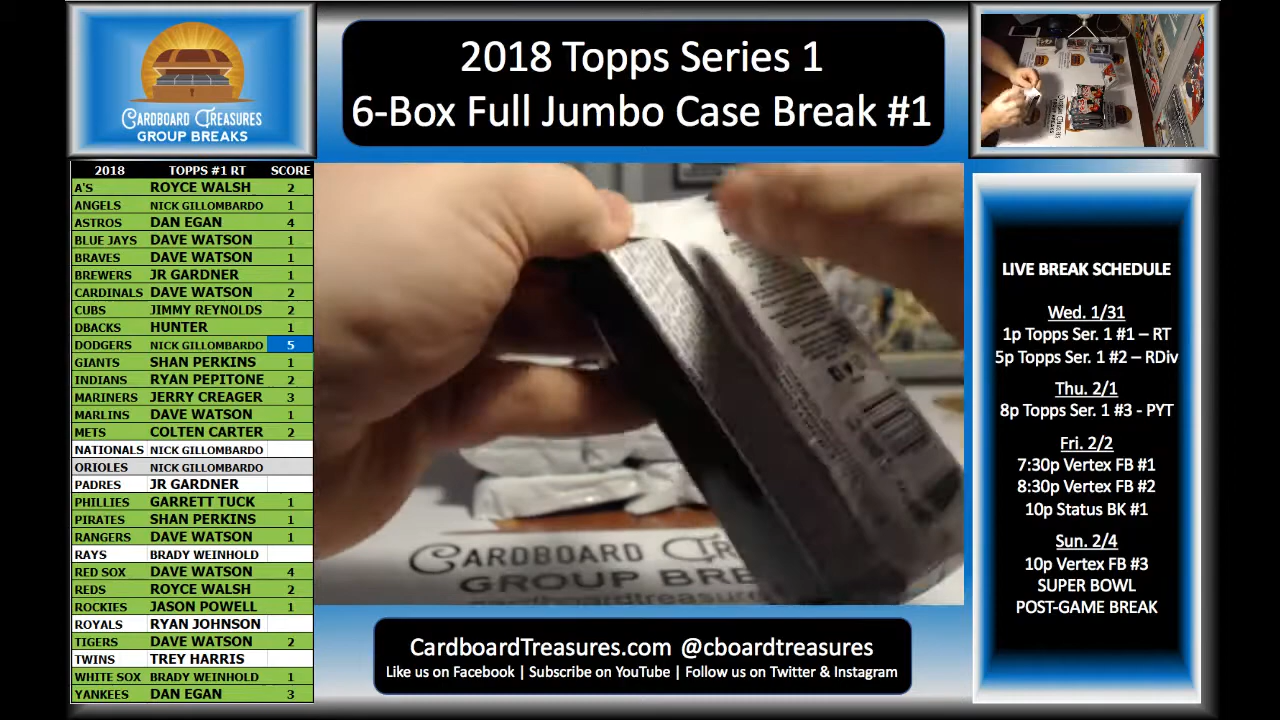 2018 Topps Series 1
6-Box Full Jumbo Case Break #1
CARDBOARD TREASURES
GROUP BREAKS
2018 TOPPS #1 RT SCORE
A'S ROYCE WALSH 2
ANGELS NICK GILLOMBARDO 1
ASTROS DAN EGAN 4
BLUE JAYS DAVE WATSON 1
BRAVES DAVE WATSON 1
BREWERS JR GARDNER 1
CARDINALS DAVE WATSON 2
CUBS JIMMY REYNOLDS 2
DBACKS HUNTER 1
DODGERS NICK GILLOMBARDO 5
GIANTS SHAN PERKINS 1
INDIANS RYAN PEPITONE 2
MARINERS JERRY CREAGER 3
MARLINS DAVE WATSON 1
METS COLTEN CARTER 2
NATIONALS NICK GILLOMBARDO
ORIOLES NICK GILLOMBARDO
PADRES JR GARDNER
PHILLIES GARRETT TUCK 1
PIRATES SHAN PERKINS 1
RANGERS DAVE WATSON 1
RAYS BRADY WEINHOLD
RED SOX DAVE WATSON 4
REDS ROYCE WALSH 2
ROCKIES JASON POWELL 1
ROYALS RYAN JOHNSON
TIGERS DAVE WATSON 2
TWINS TREY HARRIS
WHITE SOX BRADY WEINHOLD 1
YANKEES DAN EGAN 3
CARDBOARD TR
GROUP BRE
cardboardtreasure
CardboardTreasures.com @cboardtreasures
Like us on Facebook | Subscribe on YouTube | Follow us on Twitter & Instagram
LIVE BREAK SCHEDULE
Wed. 1/31
1p Topps Ser. 1 #1 – RT
5p Topps Ser. 1 #2 – RDiv
Thu. 2/1
8p Topps Ser. 1 #3 - PYT
Fri. 2/2
7:30p Vertex FB #1
8:30p Vertex FB #2
10p Status BK #1
Sun. 2/4
10p Vertex FB #3
SUPER BOWL
POST-GAME BREAK